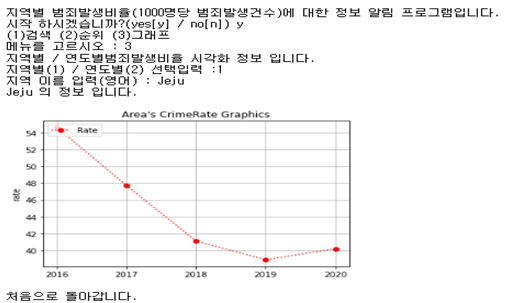 지역별 범죄발생비율(1000명당 범죄발생건수)에 대한 정보 알림 프로그램입니다.
시작 하시겠습니까?(yes[y] / no[n]) y
(1)검색 (2)순위 (3)그래프
메뉴를 고르시오 : 3
지역별 / 연도별범죄발생비율 시각화 정보입니다.
지역별(1) / 연도별(2) 선택입력 :1
지역 이름 입력(영어) : Jeju
Jeju 의 정보 입니다.
Area's CrimeRate Graphics
Rate
rate
54
52
50
48
46
44
42
40
2016 2017 2018 2019 2020
처음으로 돌아갑니다.